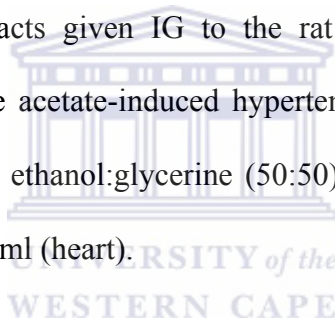 acts given IG to the rat
e acetate-induced hyperten
ethanol:glycerine (50:50)
ml (heart).
UNIVERSITY of the
WESTERN CAPE